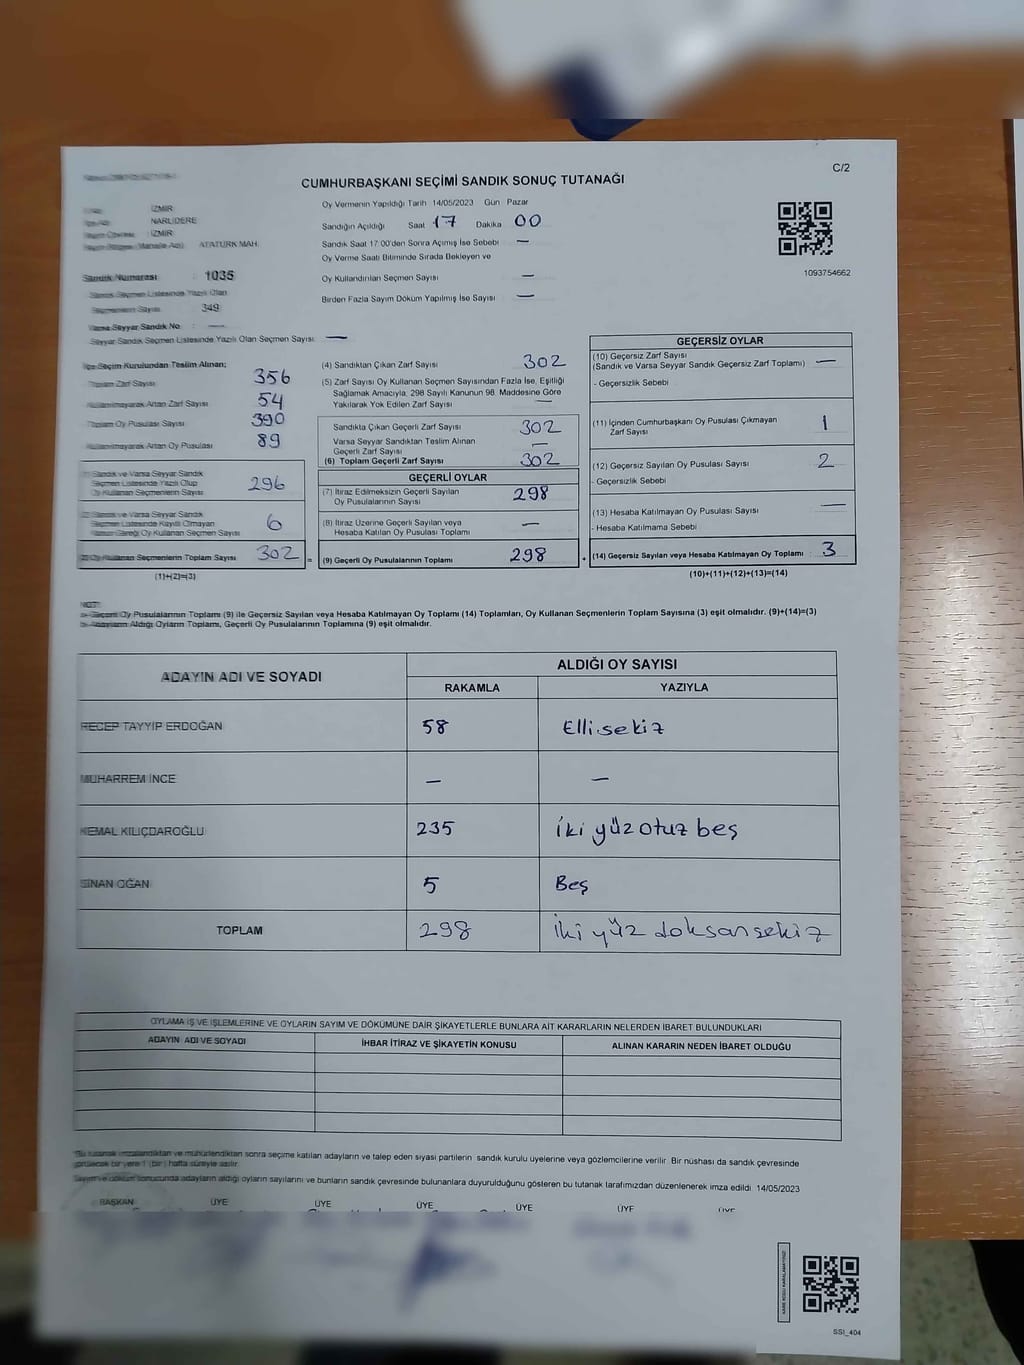 C/2
CUMHURBAŞKANI SEÇİMİ SANDIK SONUÇ TUTANAĞI
İZMİR
NARLIDERE
İZMİR
ATATÜRK MAH.
Sandık Numarası : 1035
Sandık Seçmen Listesinde Yazılı Olan
Seçmenlerin Sayısı : 349
Varsa Seyyar Sandık No : —
Seyyar Sandık Seçmen Listesinde Yazılı Olan Seçmen Sayısı: —
Oy Vermenin Yapıldığı Tarih 14/05/2023 Gün Pazar
Sandığın Açıldığı Saat 17 Dakika 00
Sandık Saat 17.00'den Sonra Açımış İse Sebebi —
Oy Verme Saati Bitiminde Sırada Bekleyen ve
Oy Kullandırılan Seçmen Sayısı —
Birden Fazla Sayım Döküm Yapılmış İse Sayısı —
1093754662
İlçe Seçim Kurulundan Teslim Alınan;
Toplam Zarf Sayısı 356
Kullanılmayarak Artan Zarf Sayısı 54
Toplam Oy Pusulası Sayısı 390
Kullanılmayarak Artan Oy Pusulası 89
(1) Sandık ve Varsa Seyyar Sandık
Seçmen Listesinde Yazılı Olup
Oy Kullanan Seçmenlerin Sayısı 296
(2) Sandık ve Varsa Seyyar Sandık
Seçmen Listesinde Kayıtlı Olmayan
Kanun Gereği Oy Kullanan Seçmen Sayısı 6
(3) Oy Kullanan Seçmenlerin Toplam Sayısı 302 =
(1)+(2)=(3)
(4) Sandıktan Çıkan Zarf Sayısı 302
(5) Zarf Sayısı Oy Kullanan Seçmen Sayısından Fazla İse, Eşitliği
Sağlamak Amacıyla, 298 Sayılı Kanunun 98. Maddesine Göre
Yakılarak Yok Edilen Zarf Sayısı —
Sandıkta Çıkan Geçerli Zarf Sayısı 302
Varsa Seyyar Sandıktan Teslim Alınan
Geçerli Zarf Sayısı —
(6) Toplam Geçerli Zarf Sayısı 302
GEÇERLİ OYLAR
(7) İtiraz Edilmeksizin Geçerli Sayılan
Oy Pusulalarının Sayısı 298
(8) İtiraz Üzerine Geçerli Sayılan veya
Hesaba Katılan Oy Pusulası Toplamı —
(9) Geçerli Oy Pusulalarının Toplamı 298 +
GEÇERSİZ OYLAR
(10) Geçersiz Zarf Sayısı
(Sandık ve Varsa Seyyar Sandık Geçersiz Zarf Toplamı) —
- Geçersizlik Sebebi
(11) İçinden Cumhurbaşkanı Oy Pusulası Çıkmayan
Zarf Sayısı 1
(12) Geçersiz Sayılan Oy Pusulası Sayısı 2
- Geçersizlik Sebebi
(13) Hesaba Katılmayan Oy Pusulası Sayısı —
- Hesaba Katılmama Sebebi
(14) Geçersiz Sayılan veya Hesaba Katılmayan Oy Toplamı : 3
(10)+(11)+(12)+(13)=(14)
NOT:
a- Geçerli Oy Pusulalarının Toplamı (9) ile Geçersiz Sayılan veya Hesaba Katılmayan Oy Toplamı (14) Toplamları, Oy Kullanan Seçmenlerin Toplam Sayısına (3) eşit olmalıdır. (9)+(14)=(3)
b- Adayların Aldığı Oyların Toplamı, Geçerli Oy Pusulalarının Toplamına (9) eşit olmalıdır.
ADAYIN ADI VE SOYADI
ALDIĞI OY SAYISI
RAKAMLA YAZIYLA
RECEP TAYYİP ERDOĞAN 58 Elli sekiz
MUHARREM İNCE — —
KEMAL KILIÇDAROĞLU 235 iki yüz otuz beş
SİNAN OĞAN 5 Beş
TOPLAM 298 iki yüz doksan sekiz
OYLAMA İŞ VE İŞLEMLERİNE VE OYLARIN SAYIM VE DÖKÜMÜNE DAİR ŞİKAYETLERLE BUNLARA AİT KARARLARIN NELERDEN İBARET BULUNDUKLARI
ADAYIN ADI VE SOYADI İHBAR İTİRAZ VE ŞİKAYETİN KONUSU ALINAN KARARIN NEDEN İBARET OLDUĞU
Bu tutanak imzalandıktan ve mühürlendikten sonra seçime katılan adayların ve talep eden siyasi partilerin sandık kurulu üyelerine veya gözlemcilerine verilir. Bir nüshası da sandık çevresinde
görülecek bir yere 1 (bir) hafta süreyle asılır.
Sayım ve döküm sonucunda adayların aldığı oyların sayılarını ve bunların sandık çevresinde bulunanlara duyurulduğunu gösteren bu tutanak tarafımızdan düzenlenerek imza edildi. 14/05/2023
BAŞKAN ÜYE ÜYE ÜYE ÜYE ÜYE ÜYE
SSI_404